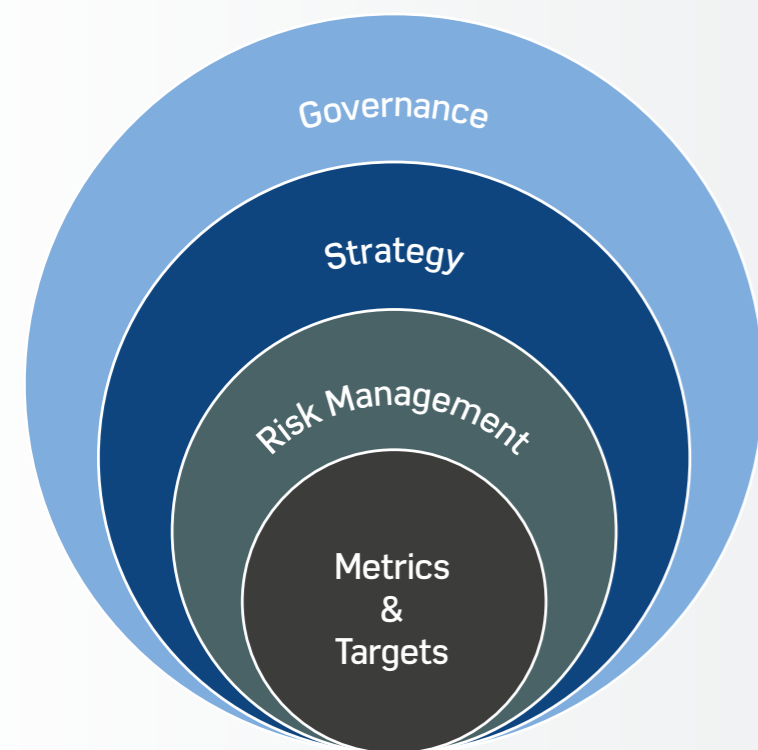 Governance
Strategy
Risk Management
Metrics
&
Targets